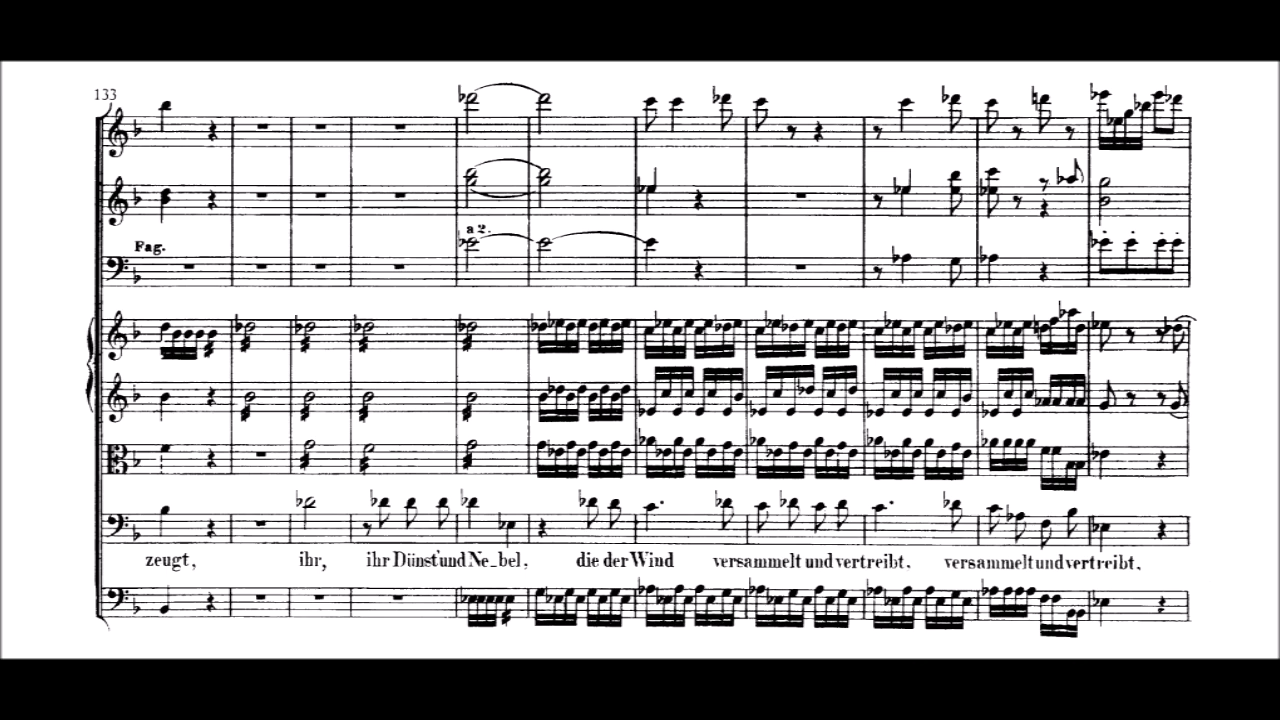 133
a 2.
Fag.
zeugt, ihr, ihr Dünst'und Ne_bel, die der Wind versammelt und vertreibt, versammelt und vertreibt,